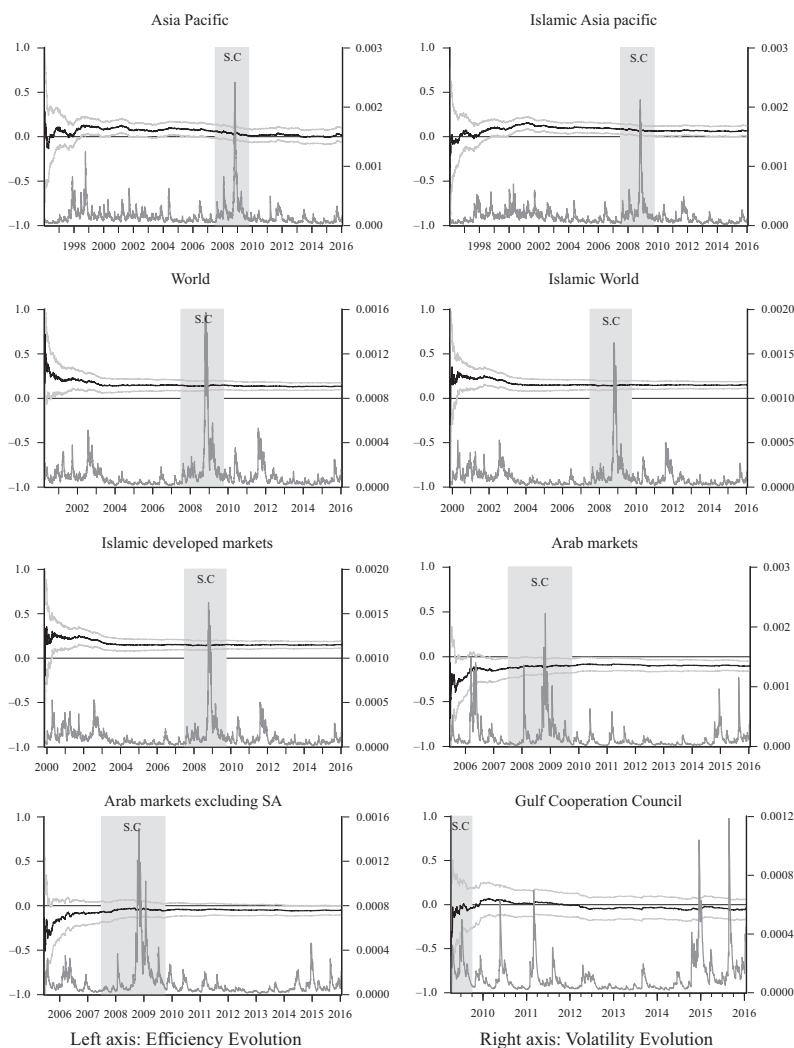 Asia Pacific
1.0
0.5
0.0
−0.5
−1.0
S.C
0.003
0.002
0.001
0.000
1998 2000 2002 2004 2006 2008 2010 2012 2014 2016
Islamic Asia pacific
1.0
0.5
0.0
−0.5
−1.0
S.C
0.003
0.002
0.001
0.000
1998 2000 2002 2004 2006 2008 2010 2012 2014 2016
World
1.0
0.5
0.0
−0.5
−1.0
S.C
0.0016
0.0012
0.0008
0.0004
0.0000
2002 2004 2006 2008 2010 2012 2014 2016
Islamic World
1.0
0.5
0.0
−0.5
−1.0
S.C
0.0020
0.0015
0.0010
0.0005
0.0000
2000 2002 2004 2006 2008 2010 2012 2014 2016
Islamic developed markets
1.0
0.5
0.0
−0.5
−1.0
S.C
0.0020
0.0015
0.0010
0.0005
0.0000
2000 2002 2004 2006 2008 2010 2012 2014 2016
Arab markets
1.0
0.5
0.0
−0.5
−1.0
S.C
0.003
0.002
0.001
0.000
2006 2007 2008 2009 2010 2011 2012 2013 2014 2015 2016
Arab markets excluding SA
1.0
0.5
0.0
−0.5
−1.0
S.C
0.0016
0.0012
0.0008
0.0004
0.0000
2006 2007 2008 2009 2010 2011 2012 2013 2014 2015 2016
Gulf Cooperation Council
1.0
0.5
0.0
−0.5
−1.0
S.C
0.0012
0.0008
0.0004
0.0000
2010 2011 2012 2013 2014 2015 2016
Left axis: Efficiency Evolution
Right axis: Volatility Evolution